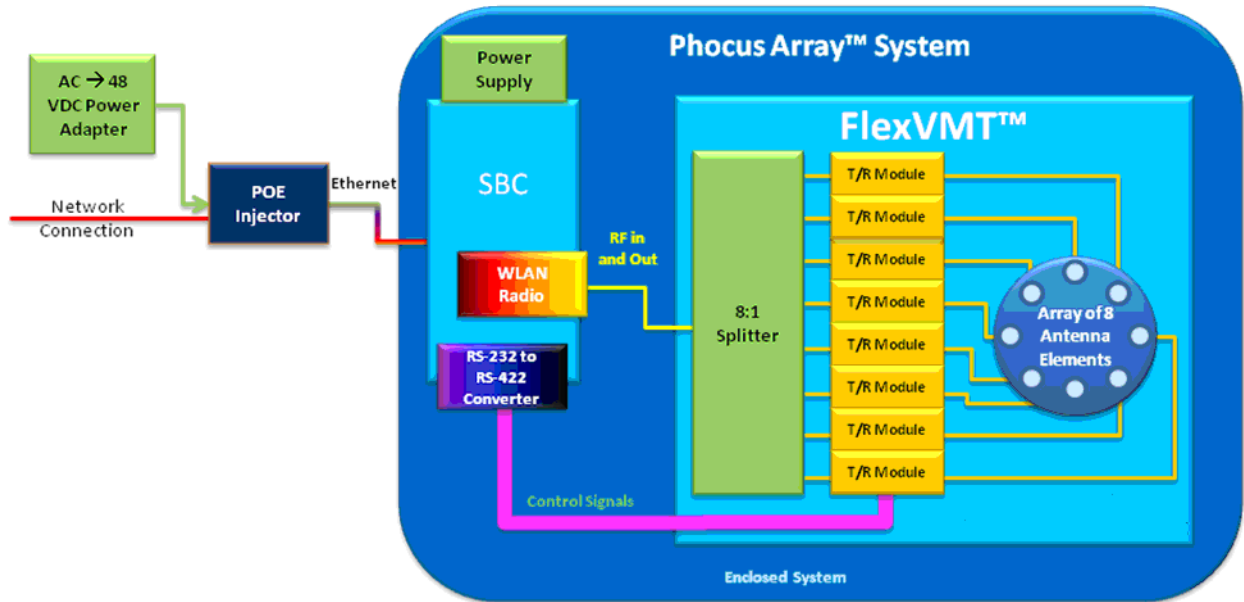 Phocus Array™ System
AC → 48
VDC Power
Adapter
Network
Connection
POE
Injector
Ethernet
Power
Supply
SBC
WLAN
Radio
RS-232 to
RS-422
Converter
RF in
and Out
Control Signals
FlexVMT™
8:1
Splitter
T/R Module
T/R Module
T/R Module
T/R Module
T/R Module
T/R Module
T/R Module
T/R Module
Array of 8
Antenna
Elements
Enclosed System